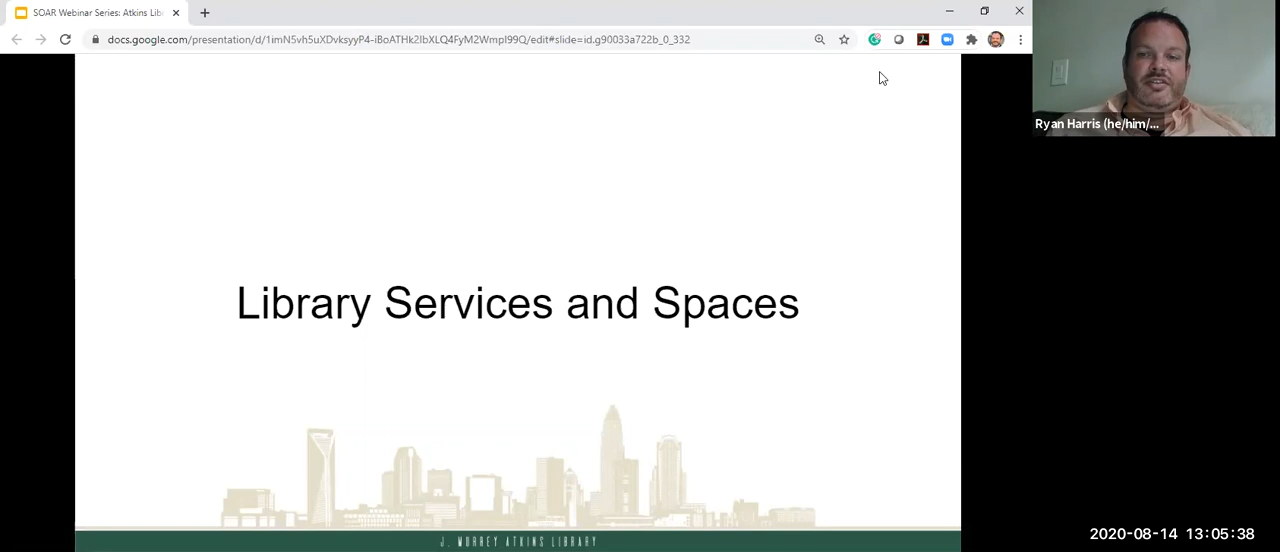 SOAR Webinar Series: Atkins Lib
docs.google.com/presentation/d/1imN5vh5uXDvksyyP4-iBoATHk2lbXLQ4FyM2Wmpl99Q/edit#slide=id.g90033a722b_0_332
Ryan Harris (he/him/...
Library Services and Spaces
J. MURREY ATKINS LIBRARY
2020-08-14 13:05:38